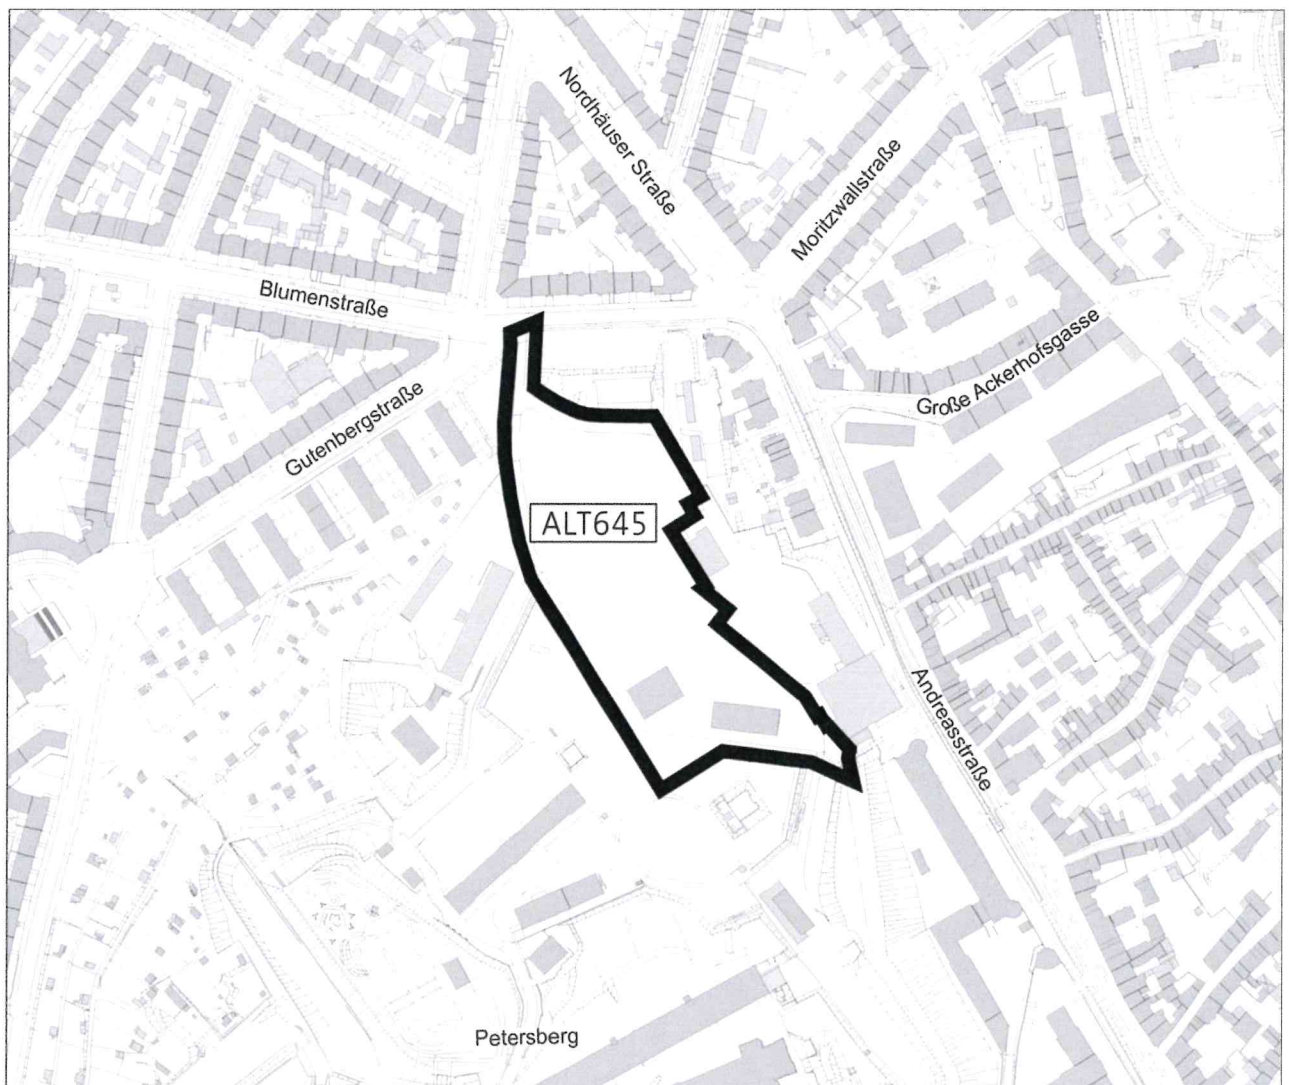 Nordhäuser Straße
Moritzwallstraße
Blumenstraße
Große Ackerhofsgasse
Gutenbergstraße
ALT645
Andreasstraße
Petersberg